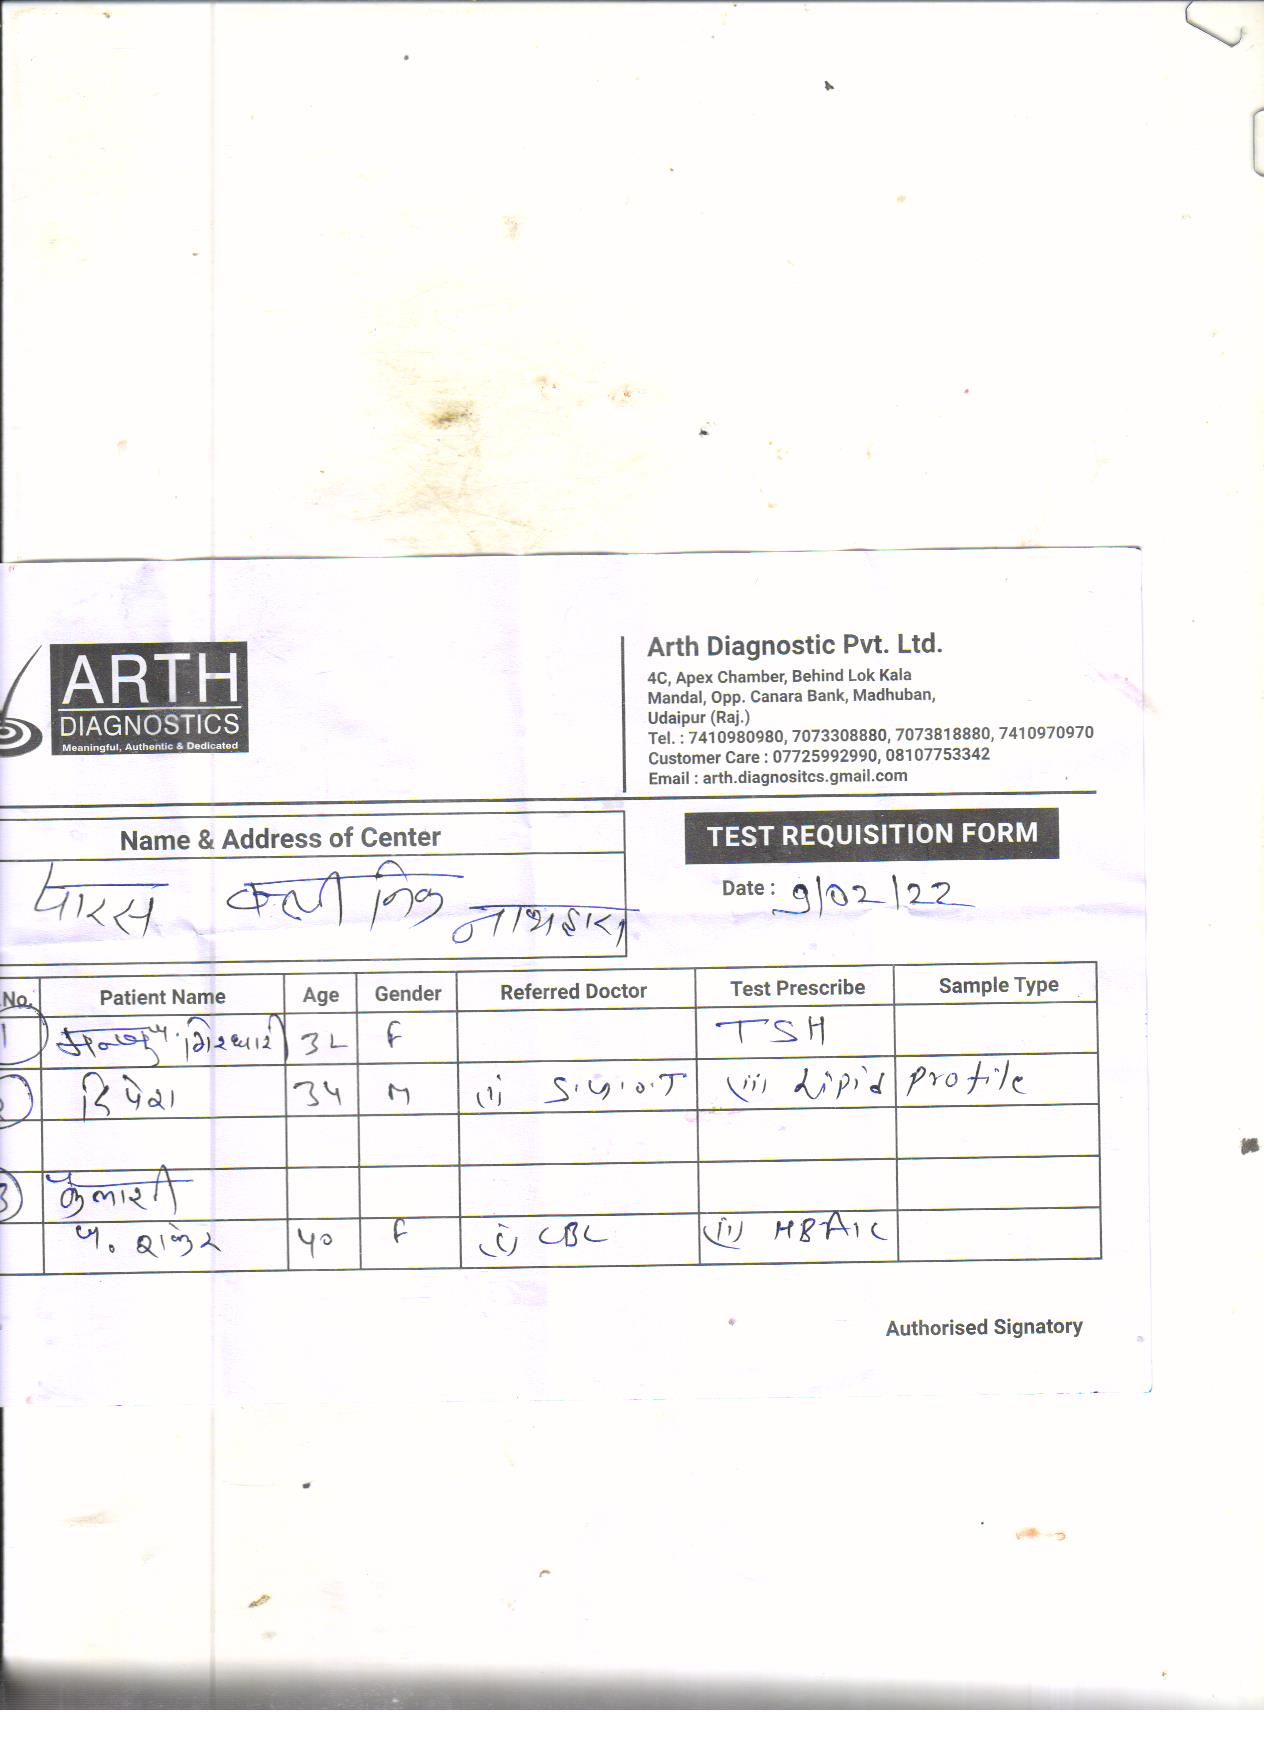 ARTH
DIAGNOSTICS
Meaningful, Authentic & Dedicated
Arth Diagnostic Pvt. Ltd.
4C, Apex Chamber, Behind Lok Kala
Mandal, Opp. Canara Bank, Madhuban,
Udaipur (Raj.)
Tel. : 7410980980, 7073308880, 7073818880, 7410970970
Customer Care : 07725992990, 08107753342
Email : arth.diagnositcs.gmail.com
Name & Address of Center
TEST REQUISITION FORM
पारस
Date : 9/02/22
.No. Patient Name Age Gender Referred Doctor Test Prescribe Sample Type
1 F TSH
34 M (i) (ii) Lipid Profile
3
40 F (i) (ii) HBA1C
Authorised Signatory